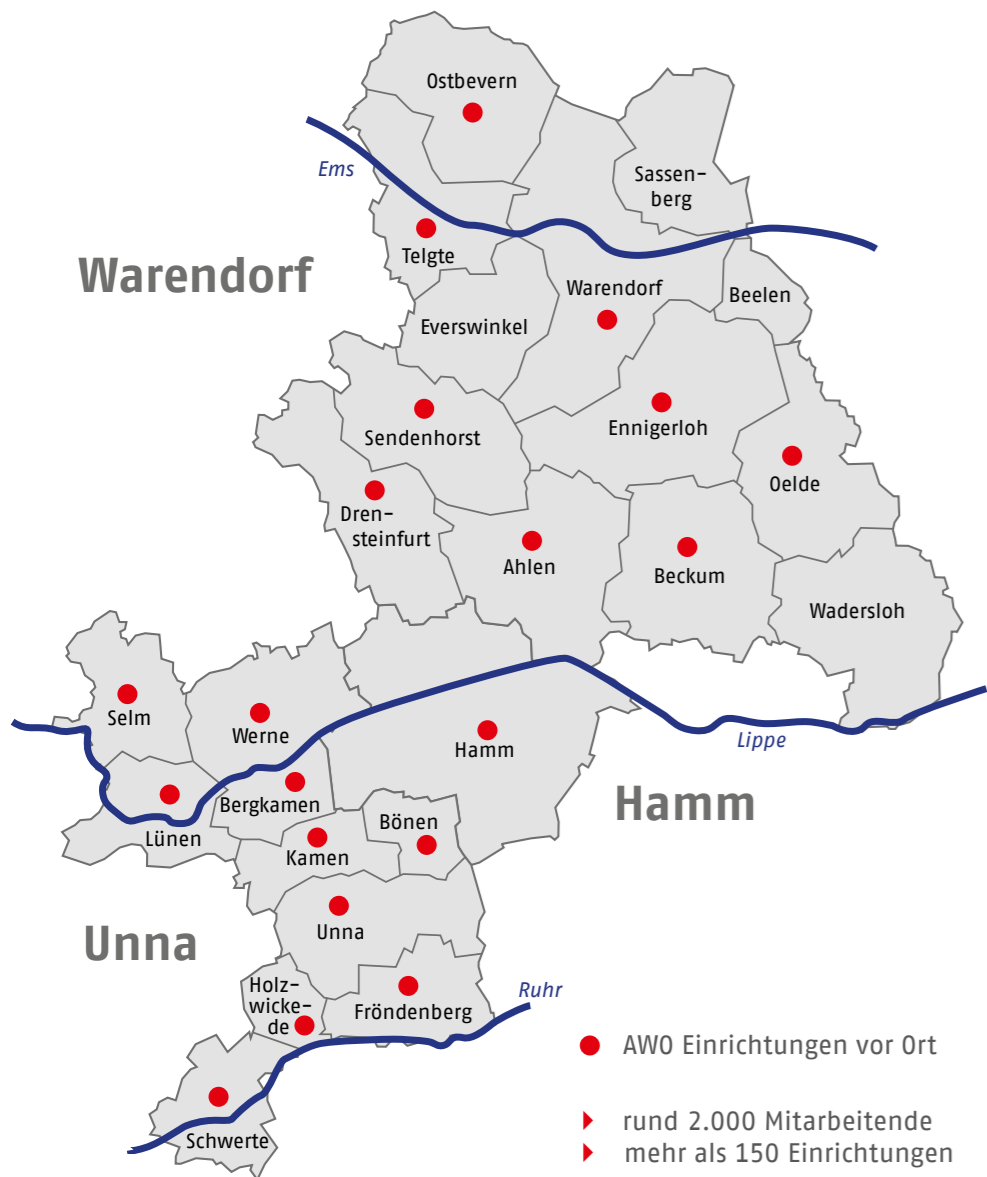 Ostbevern
Ems
Sassen-
berg
Telgte
Warendorf
Warendorf
Beelen
Everswinkel
Sendenhorst
Ennigerloh
Oelde
Dren-
steinfurt
Ahlen
Beckum
Wadersloh
Selm
Werne
Hamm
Lippe
Bergkamen
Hamm
Lünen
Bönen
Kamen
Unna
Unna
Holz-
wicke-
de
Fröndenberg
Ruhr
AWO Einrichtungen vor Ort
Schwerte
rund 2.000 Mitarbeitende
mehr als 150 Einrichtungen